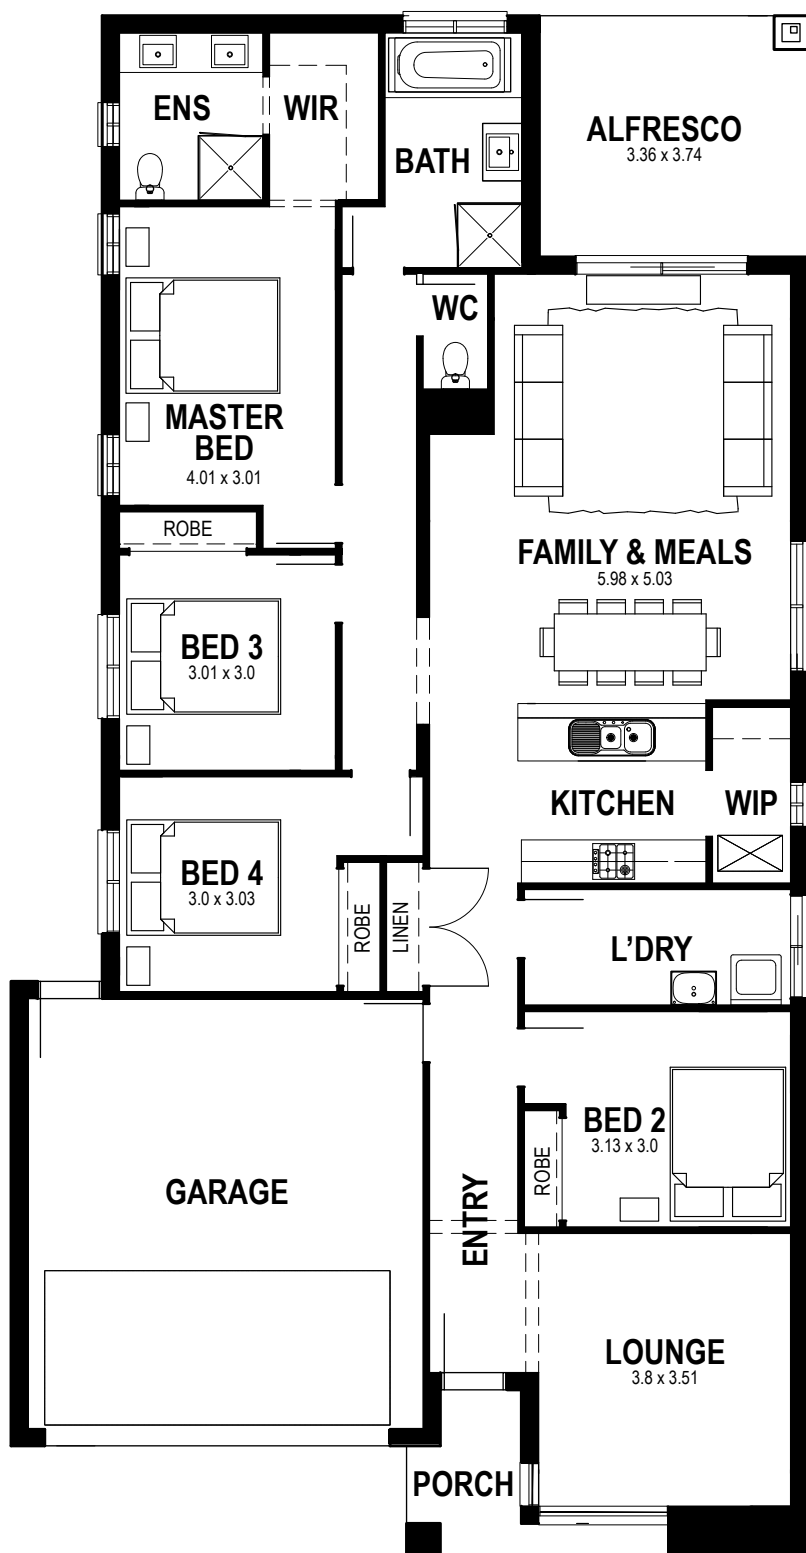 ENS
WIR
BATH
ALFRESCO
3.36 x 3.74
WC
MASTER
BED
4.01 x 3.01
ROBE
FAMILY & MEALS
5.98 x 5.03
BED 3
3.01 x 3.0
KITCHEN
WIP
BED 4
3.0 x 3.03
ROBE
LINEN
L'DRY
BED 2
3.13 x 3.0
ROBE
GARAGE
ENTRY
LOUNGE
3.8 x 3.51
PORCH